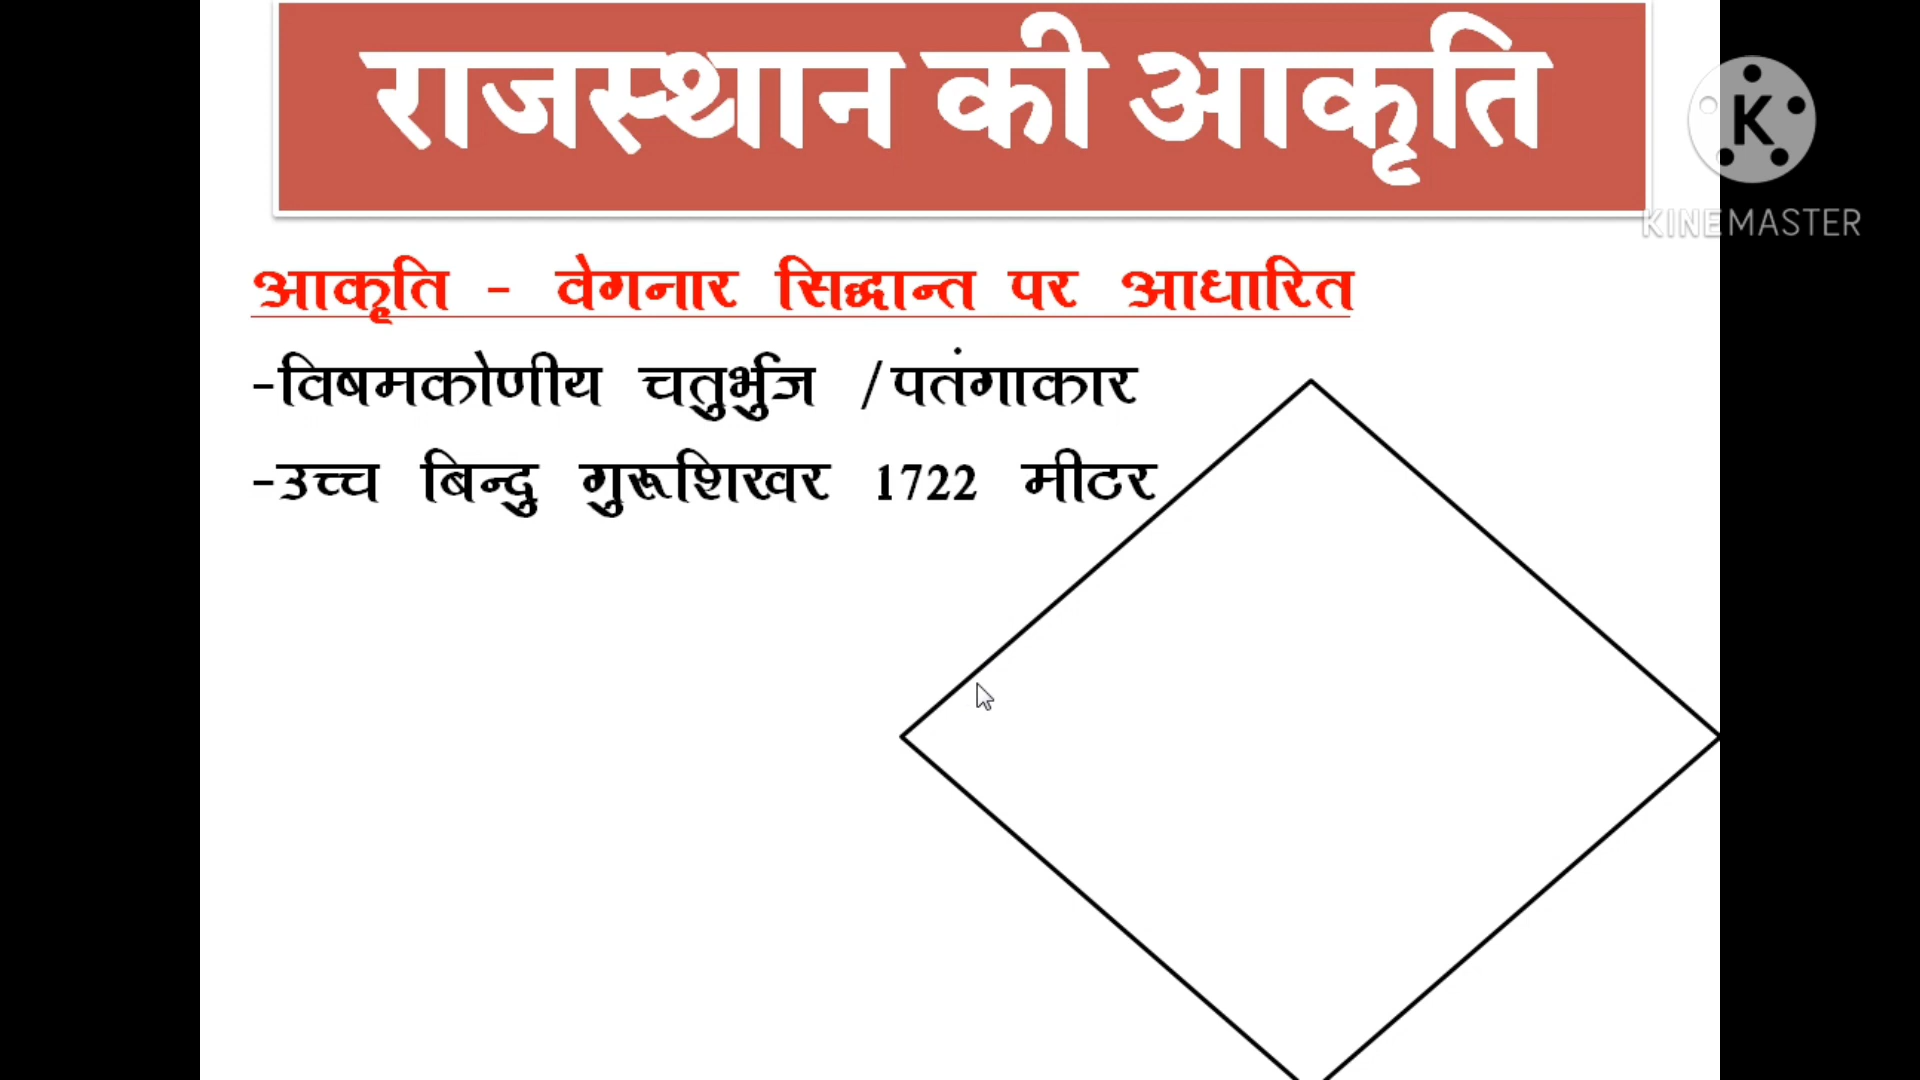 राजस्थान की आकृति
K
KINEMASTER
आकृति - वेगनार सिद्धान्त पर आधारित
-विषमकोणीय चतुर्भुज /पतंगाकार
-उच्च बिन्दु गुरूशिखर 1722 मीटर